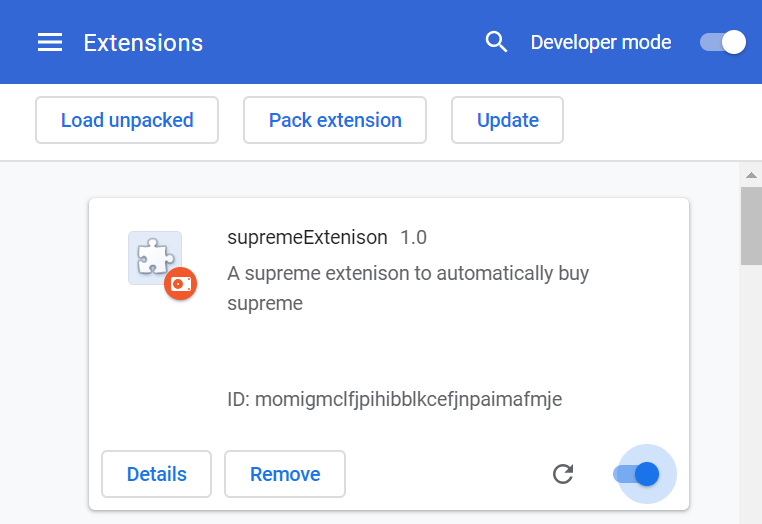 Extensions
Developer mode
Load unpacked
Pack extension
Update
supremeExtenison 1.0
A supreme extenison to automatically buy
supreme
ID: momigmclfjpihibblkcefjnpaimafmje
Details
Remove